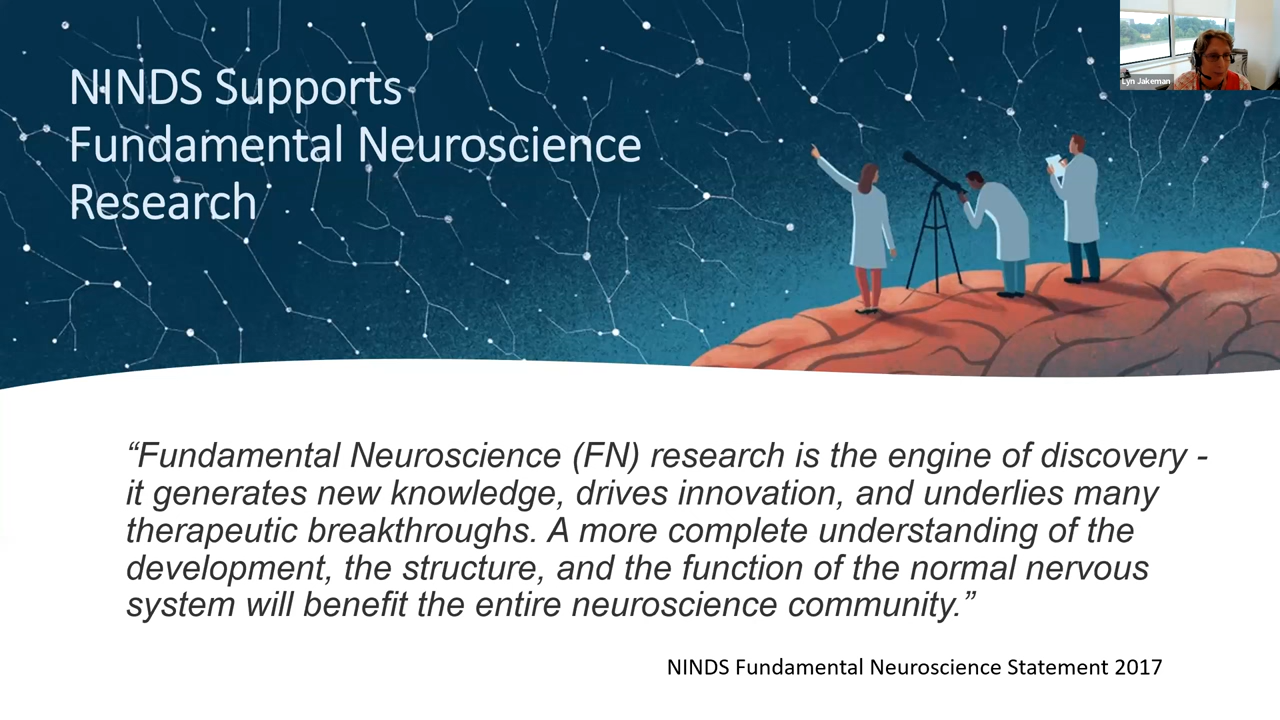 NINDS Supports
Fundamental Neuroscience
Research
Lyn Jakeman
“Fundamental Neuroscience (FN) research is the engine of discovery -
it generates new knowledge, drives innovation, and underlies many
therapeutic breakthroughs. A more complete understanding of the
development, the structure, and the function of the normal nervous
system will benefit the entire neuroscience community.”
NINDS Fundamental Neuroscience Statement 2017